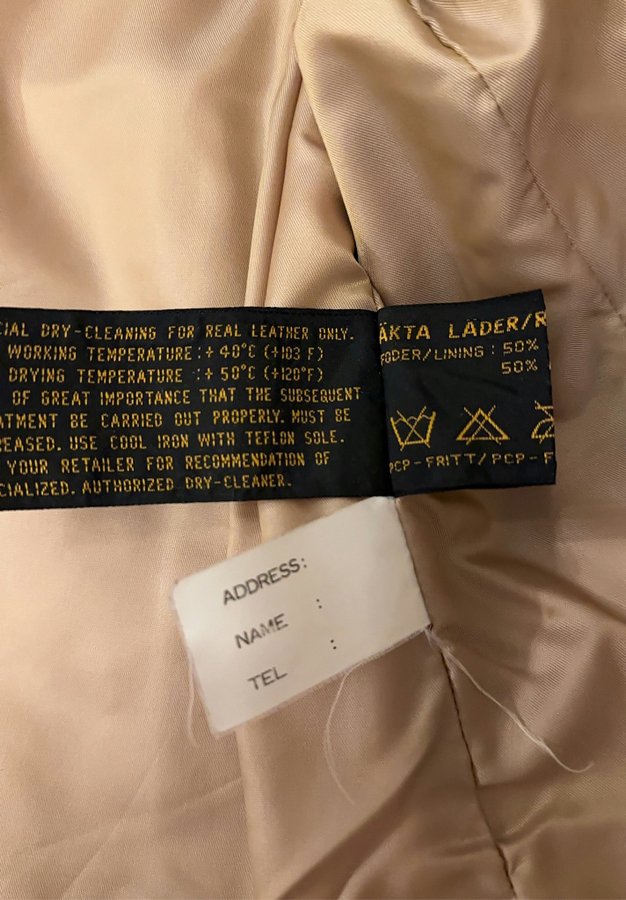 CIAL DRY-CLEANING FOR REAL LEATHER ONLY.
WORKING TEMPERATURE :+ 40°C (+103 F)
DRYING TEMPERATURE :+ 50°C (+120°F)
OF GREAT IMPORTANCE THAT THE SUBSEQUENT
ATMENT BE CARRIED OUT PROPERLY. MUST BE
EASED. USE COOL IRON WITH TEFLON SOLE.
YOUR RETAILER FOR RECOMMENDATION OF
CIALIZED. AUTHORIZED DRY-CLEANER.
ÄKTA LÄDER/R
FODER/LINING : 50%
50%
PCP-FRITT/PCP-F
ADDRESS:
NAME :
TEL :